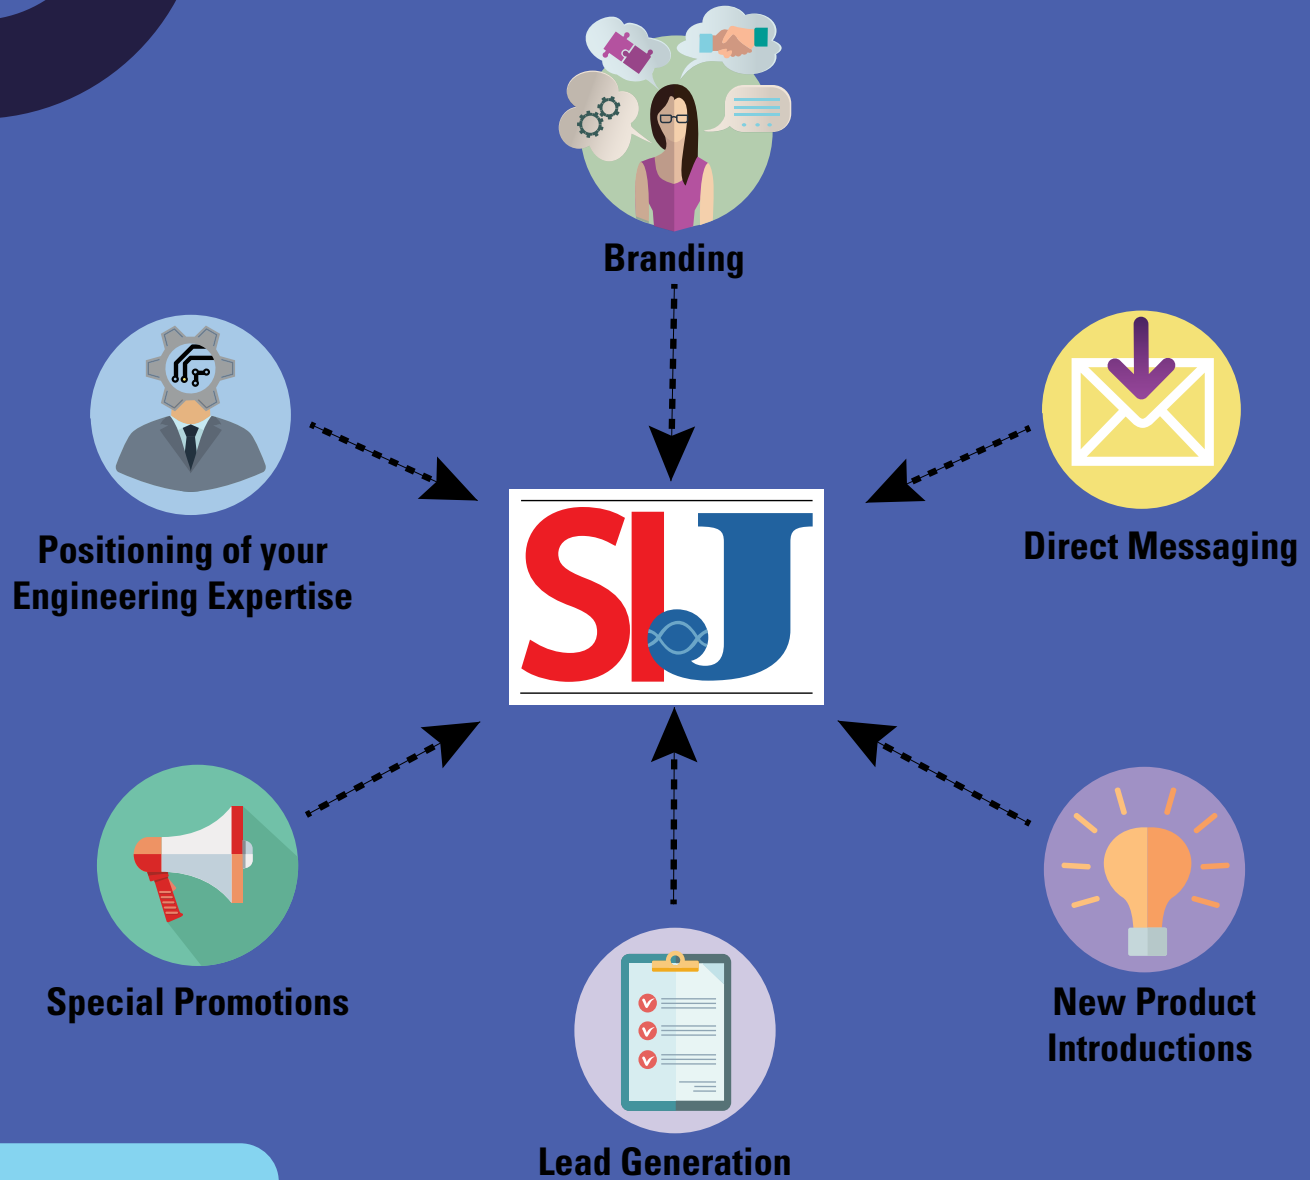 Branding
Positioning of your
Engineering Expertise
Direct Messaging
SIJ
Special Promotions
New Product
Introductions
Lead Generation